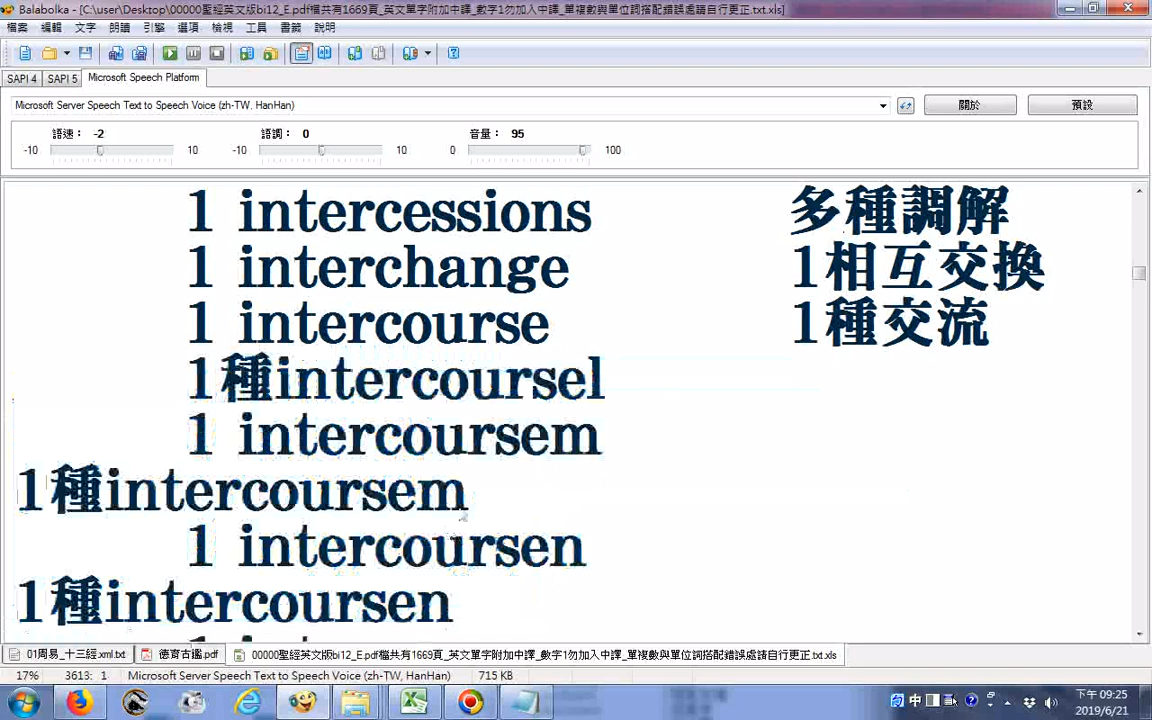 Balabolka - [C:\user\Desktop\00000聖經英文版bi12_E.pdf檔共有1669頁_英文單字附加中譯_數字1勿加入中譯_單複數與單位詞搭配錯誤處請自行更正.txt.xls]
檔案 編輯 文字 朗讀 引擎 選項 檢視 工具 書籤 說明
SAPI 4 SAPI 5 Microsoft Speech Platform
Microsoft Server Speech Text to Speech Voice (zh-TW, HanHan) 關於 預設
語速： -2 語調： 0 音量： 95
-10 10 -10 10 0 100
1 intercessions 多種調解
1 interchange 1相互交換
1 intercourse 1種交流
1種intercoursel
1 intercoursem
1種intercoursem
1 intercoursen
1種intercoursen
01周易_十三經.xml.txt 德育古鑑.pdf 00000聖經英文版bi12_E.pdf檔共有1669頁_英文單字附加中譯_數字1勿加入中譯_單複數與單位詞搭配錯誤處請自行更正.txt.xls
17% 3613: 1 Microsoft Server Speech Text to Speech Voice (zh-TW, HanHan) 715 KB
中 下午 09:25
2019/6/21